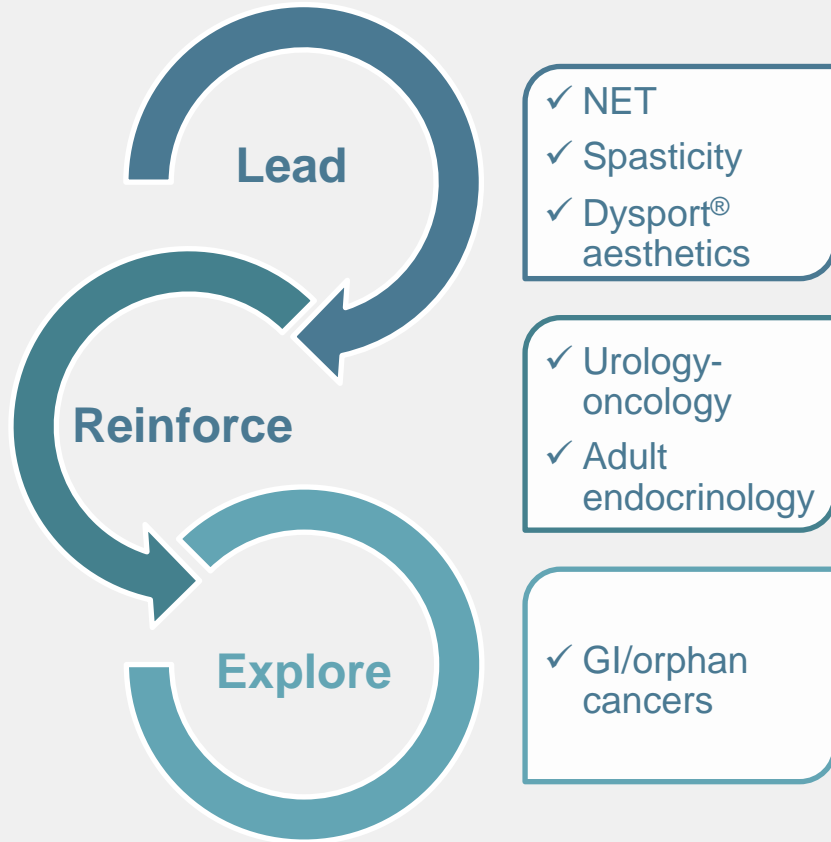 Lead
✓ NET
✓ Spasticity
✓ Dysport®
aesthetics
Reinforce
✓ Urology-
oncology
✓ Adult
endocrinology
Explore
✓ GI/orphan
cancers